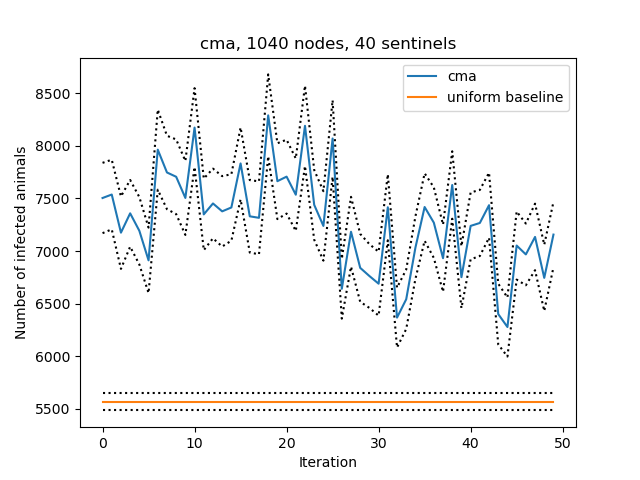 cma, 1040 nodes, 40 sentinels
cma
uniform baseline
Number of infected animals
8500
8000
7500
7000
6500
6000
5500
0 10 20 30 40 50
Iteration